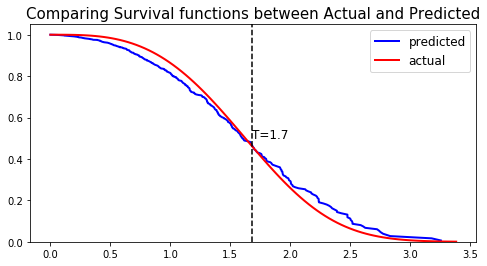 Comparing Survival functions between Actual and Predicted
predicted
actual
T=1.7
1.0
0.8
0.6
0.4
0.2
0.0
0.0 0.5 1.0 1.5 2.0 2.5 3.0 3.5